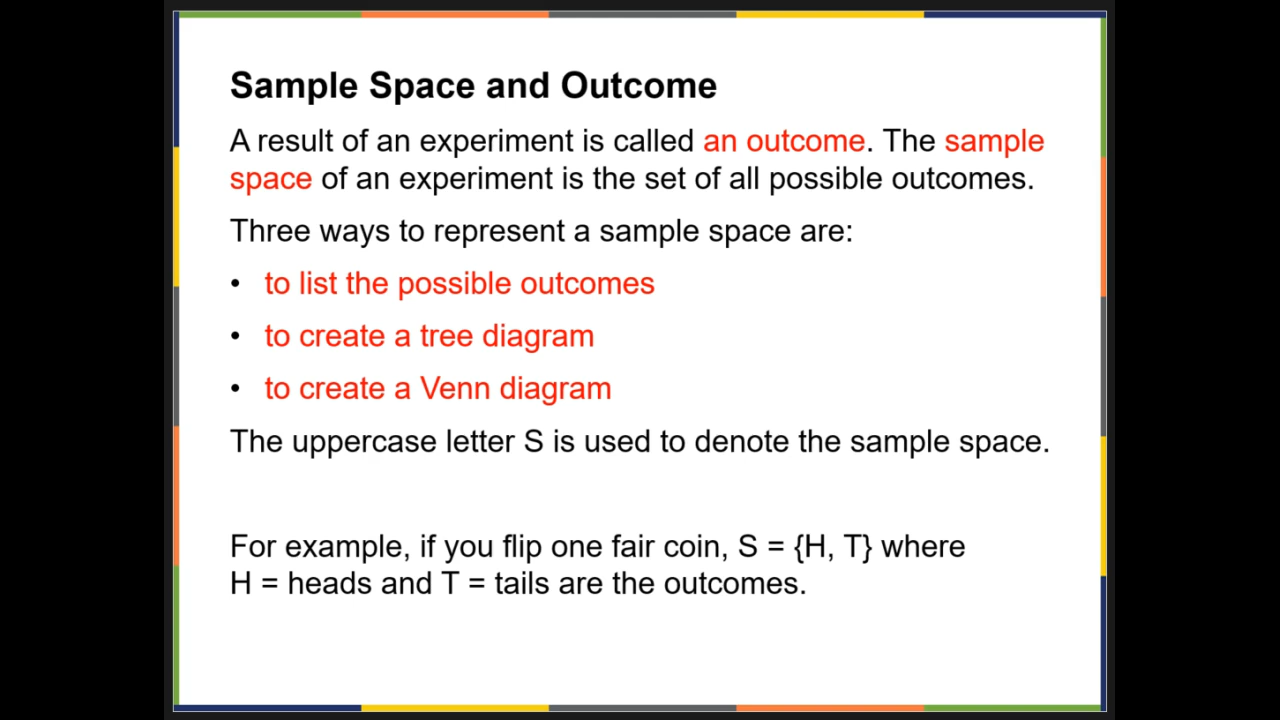 Sample Space and Outcome
A result of an experiment is called an outcome. The sample
space of an experiment is the set of all possible outcomes.
Three ways to represent a sample space are:
• to list the possible outcomes
• to create a tree diagram
• to create a Venn diagram
The uppercase letter S is used to denote the sample space.
For example, if you flip one fair coin, S = {H, T} where
H = heads and T = tails are the outcomes.